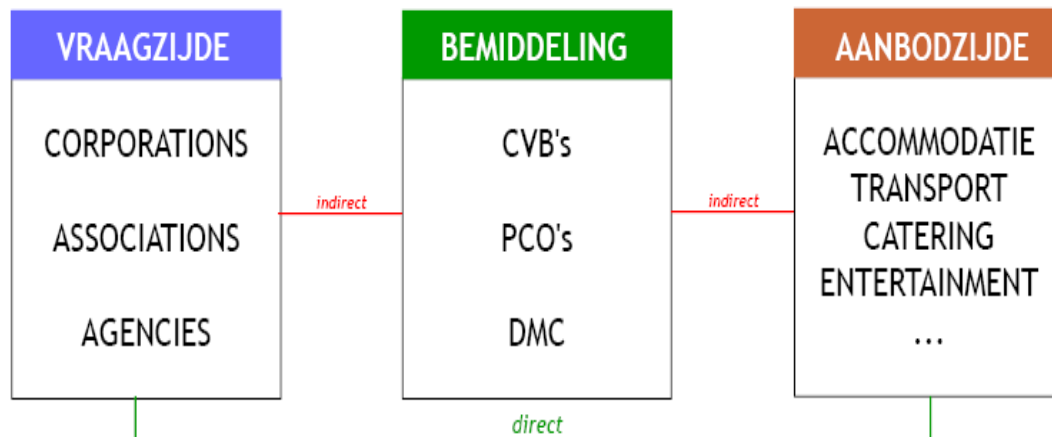 VRAAGZIJDE
CORPORATIONS
ASSOCIATIONS
AGENCIES
indirect
BEMIDDELING
CVB's
PCO's
DMC
indirect
AANBODZIJDE
ACCOMMODATIE
TRANSPORT
CATERING
ENTERTAINMENT
...
direct